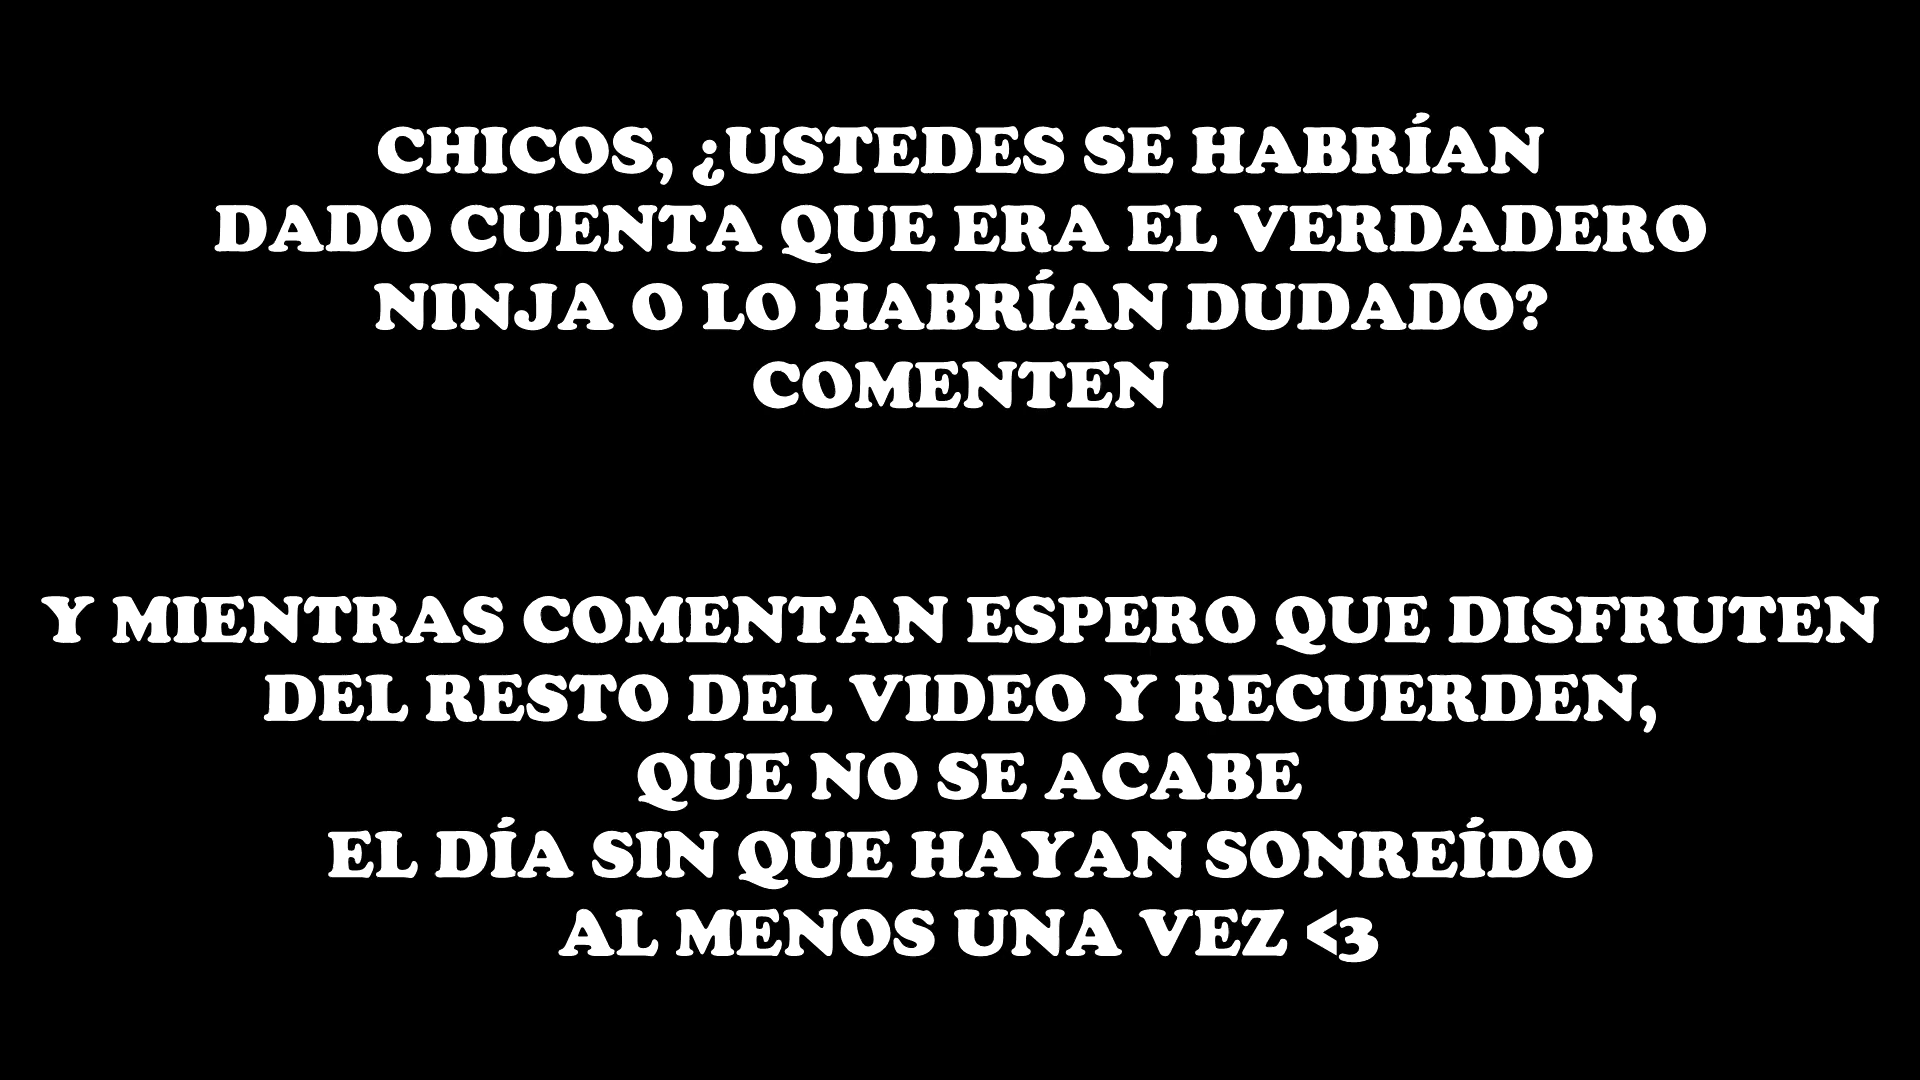 CHICOS, ¿USTEDES SE HABRÍAN
DADO CUENTA QUE ERA EL VERDADERO
NINJA O LO HABRÍAN DUDADO?
COMENTEN
Y MIENTRAS COMENTAN ESPERO QUE DISFRUTEN
DEL RESTO DEL VIDEO Y RECUERDEN,
QUE NO SE ACABE
EL DÍA SIN QUE HAYAN SONREÍDO
AL MENOS UNA VEZ <3